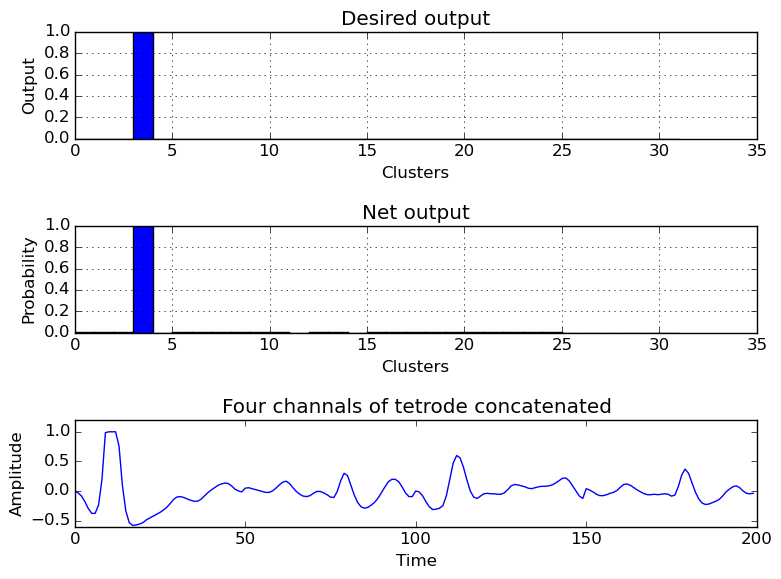 Desired output
1.0
0.8
0.6
0.4
0.2
0.0
Output
0 5 10 15 20 25 30 35
Clusters
Net output
1.0
0.8
0.6
0.4
0.2
0.0
Probability
0 5 10 15 20 25 30 35
Clusters
Four channels of tetrode concatenated
1.0
0.5
0.0
−0.5
Amplitude
0 50 100 150 200
Time